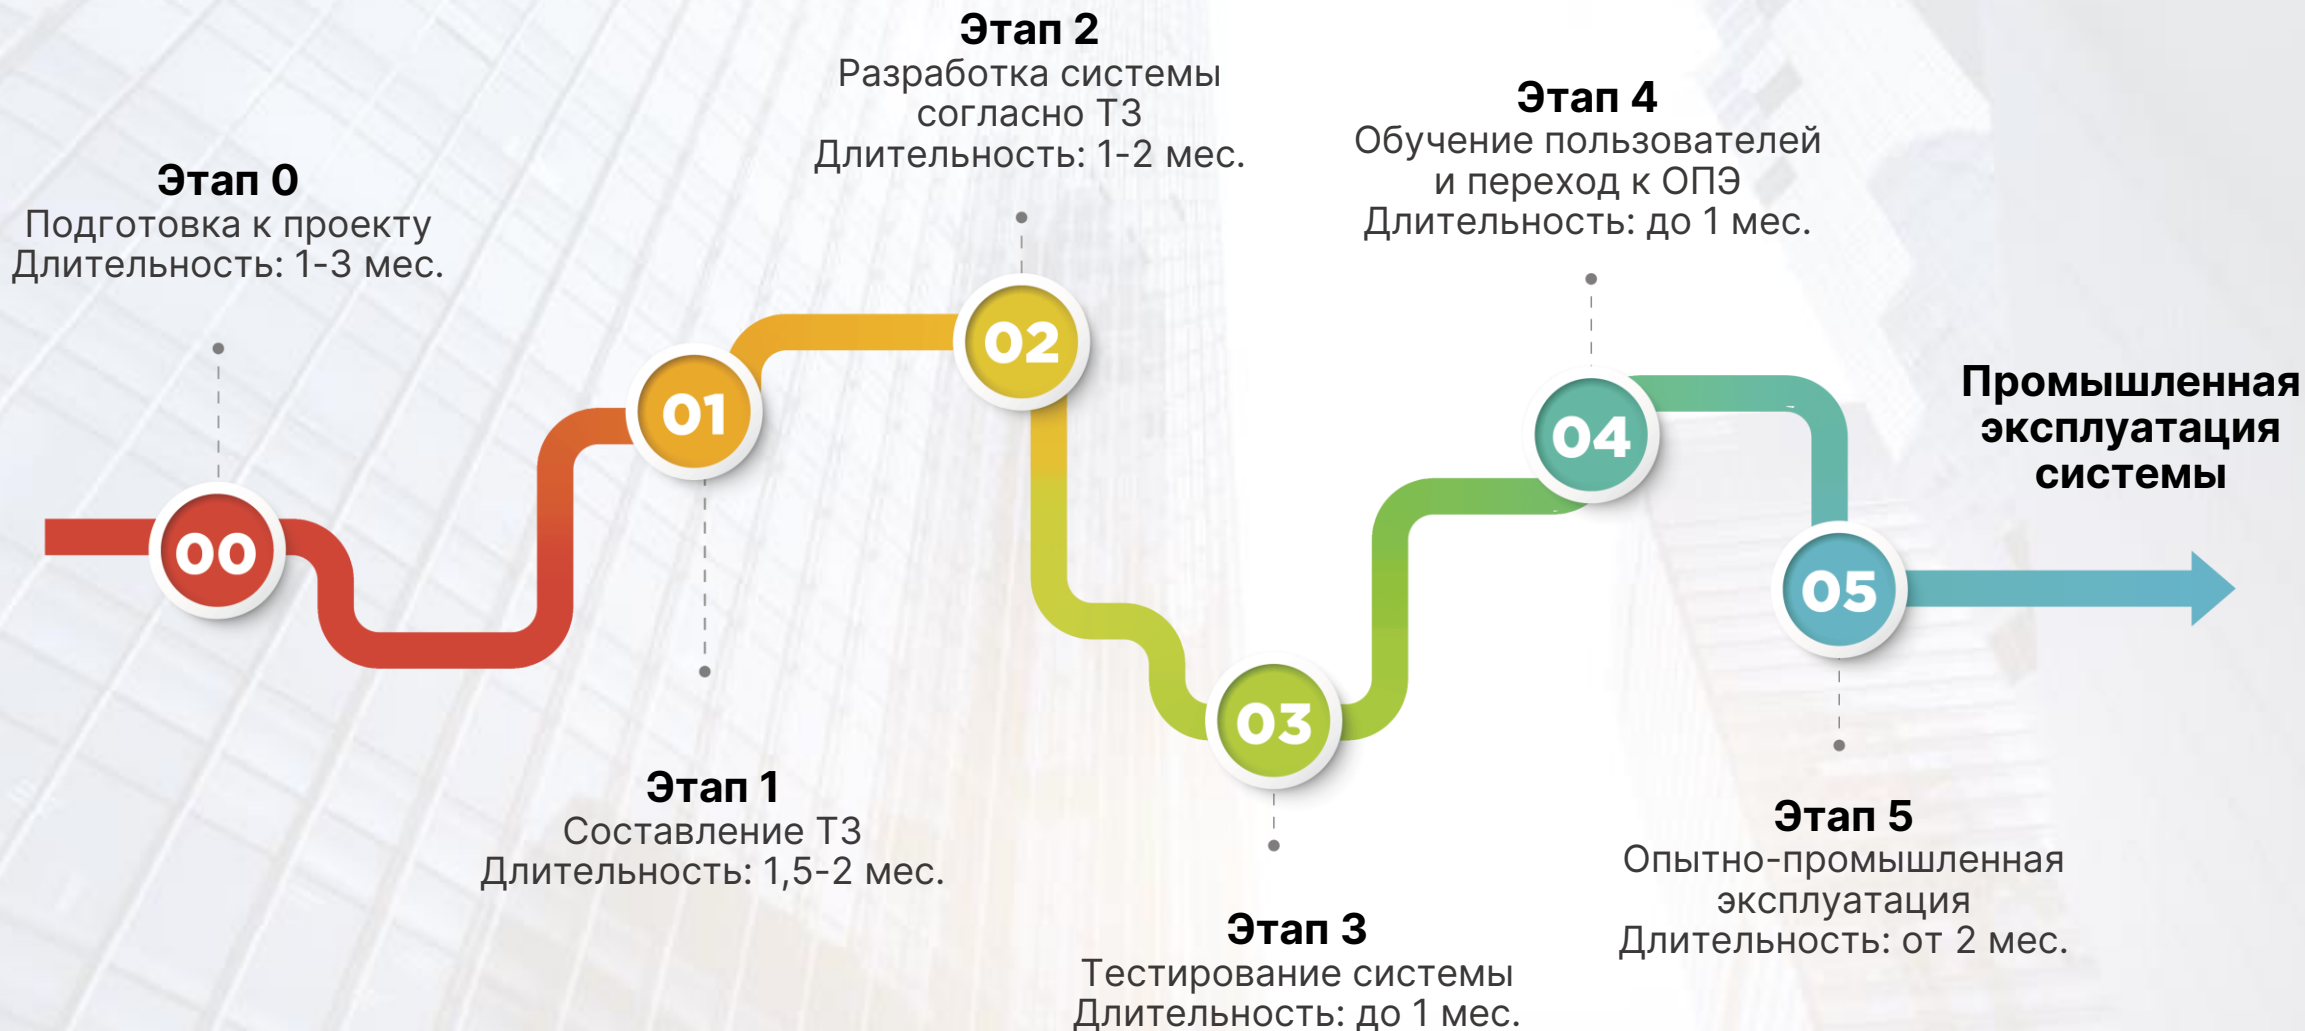 Этап 0
Подготовка к проекту
Длительность: 1-3 мес.
00
01
Этап 1
Составление ТЗ
Длительность: 1,5-2 мес.
Этап 2
Разработка системы
согласно ТЗ
Длительность: 1-2 мес.
02
03
Этап 3
Тестирование системы
Длительность: до 1 мес.
Этап 4
Обучение пользователей
и переход к ОПЭ
Длительность: до 1 мес.
04
05
Этап 5
Опытно-промышленная
эксплуатация
Длительность: от 2 мес.
Промышленная
эксплуатация
системы